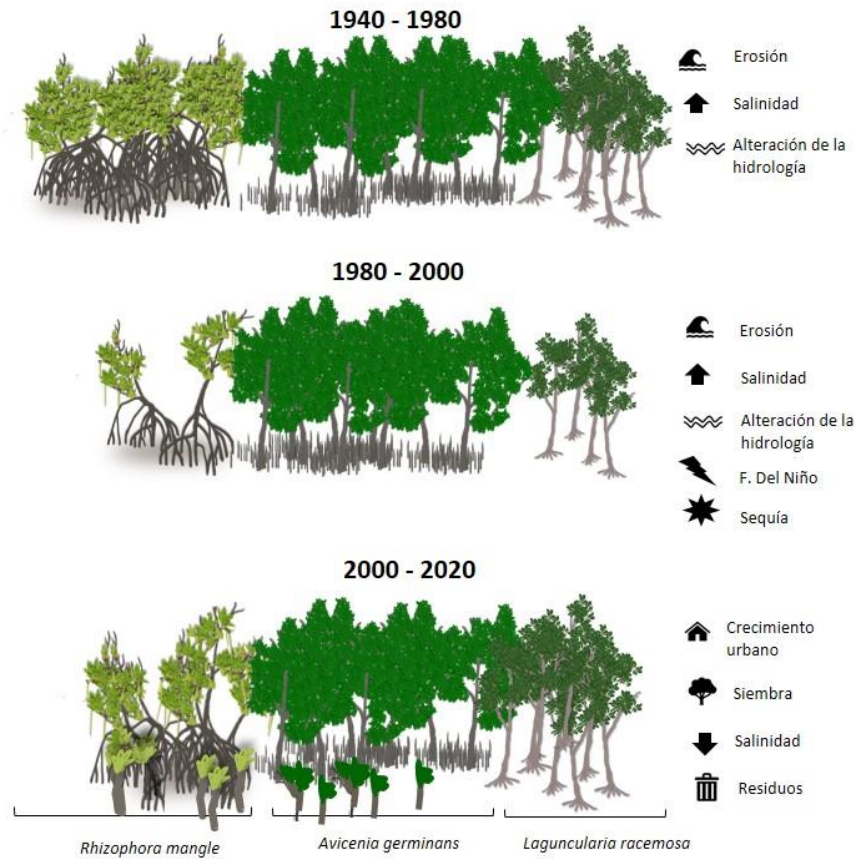 1940 - 1980
Erosión
Salinidad
Alteración de la
hidrología
1980 - 2000
Erosión
Salinidad
Alteración de la
hidrología
F. Del Niño
Sequía
2000 - 2020
Crecimiento
urbano
Siembra
Salinidad
Residuos
Rhizophora mangle
Avicenia germinans
Laguncularia racemosa